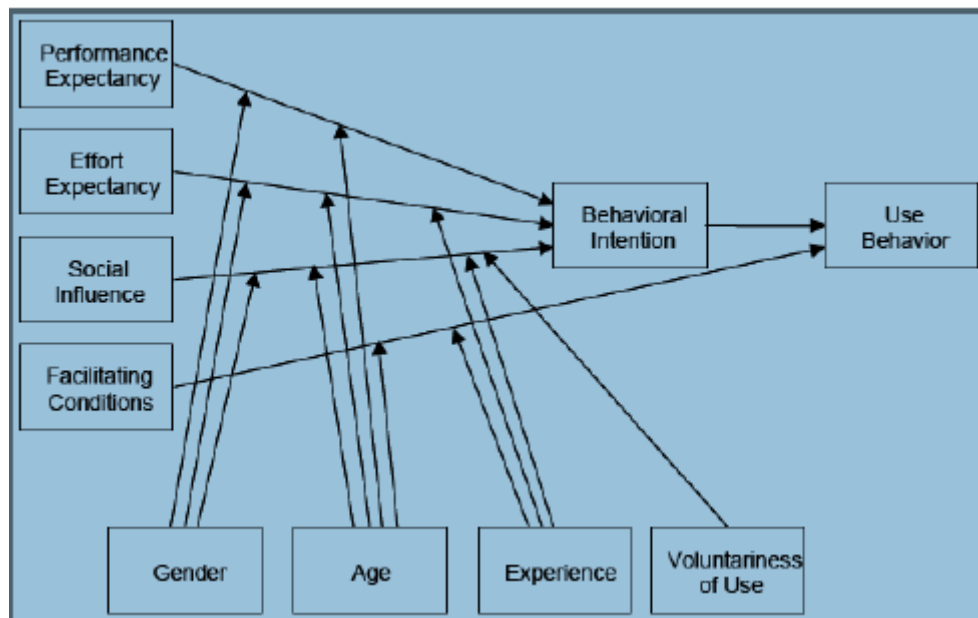 Performance
Expectancy
Effort
Expectancy
Social
Influence
Facilitating
Conditions
Behavioral
Intention
Use
Behavior
Gender
Age
Experience
Voluntariness
of Use